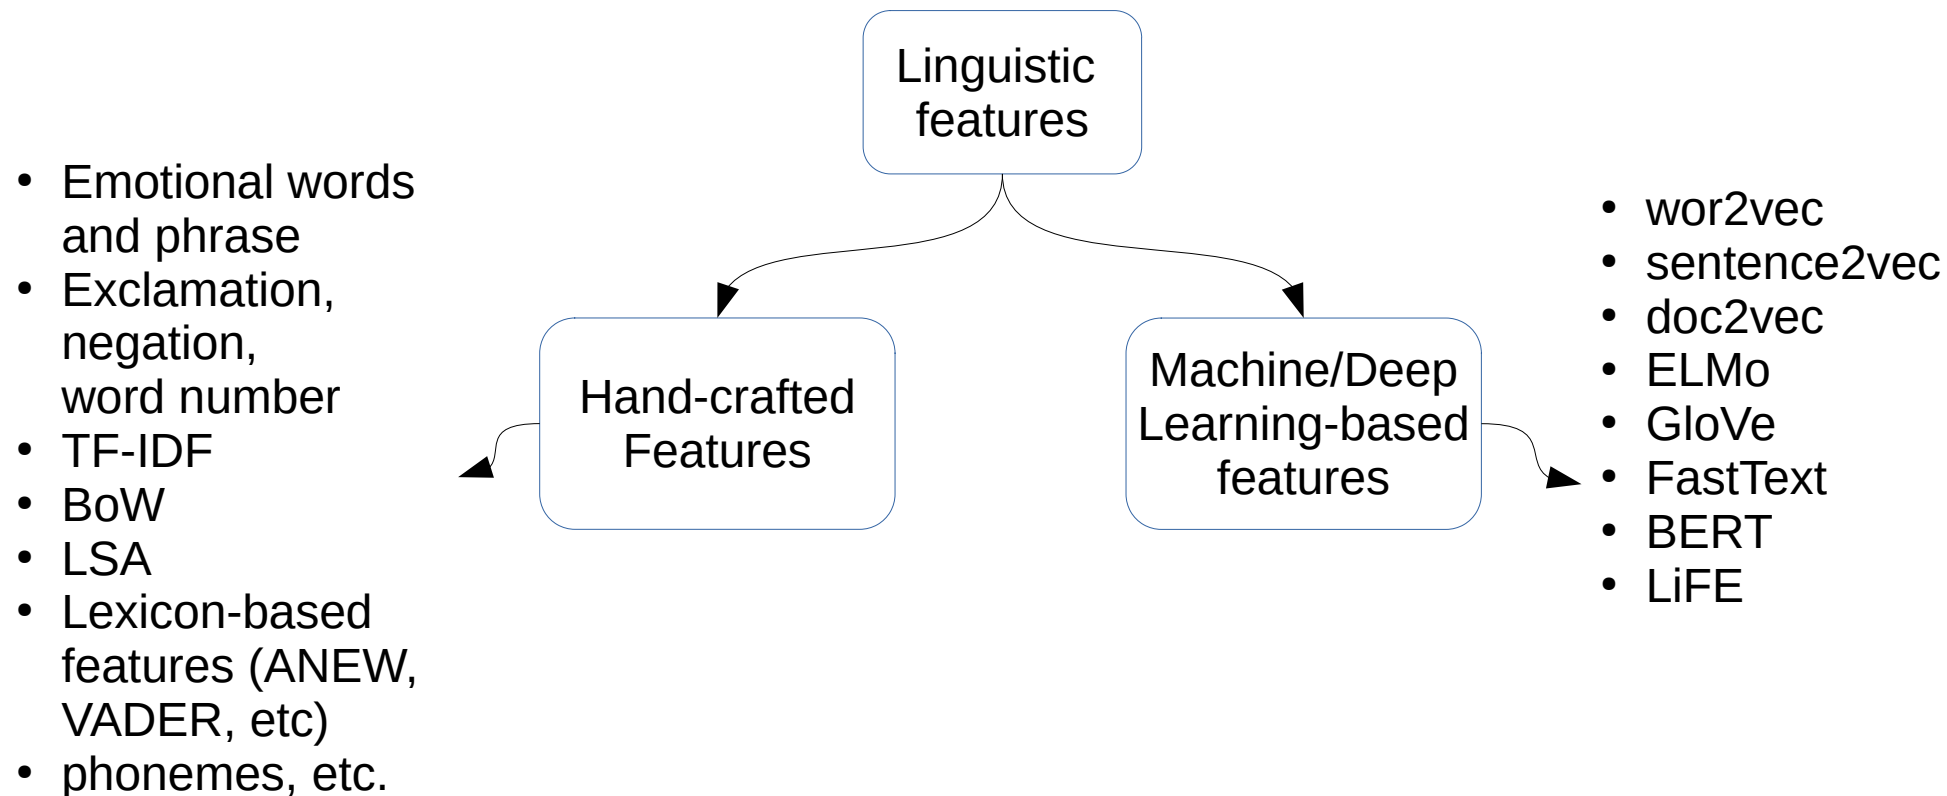 Linguistic
features
• Emotional words
and phrase
• Exclamation,
negation,
word number
• TF-IDF
• BoW
• LSA
• Lexicon-based
features (ANEW,
VADER, etc)
• phonemes, etc.
Hand-crafted
Features
Machine/Deep
Learning-based
features
• wor2vec
• sentence2vec
• doc2vec
• ELMo
• GloVe
• FastText
• BERT
• LiFE